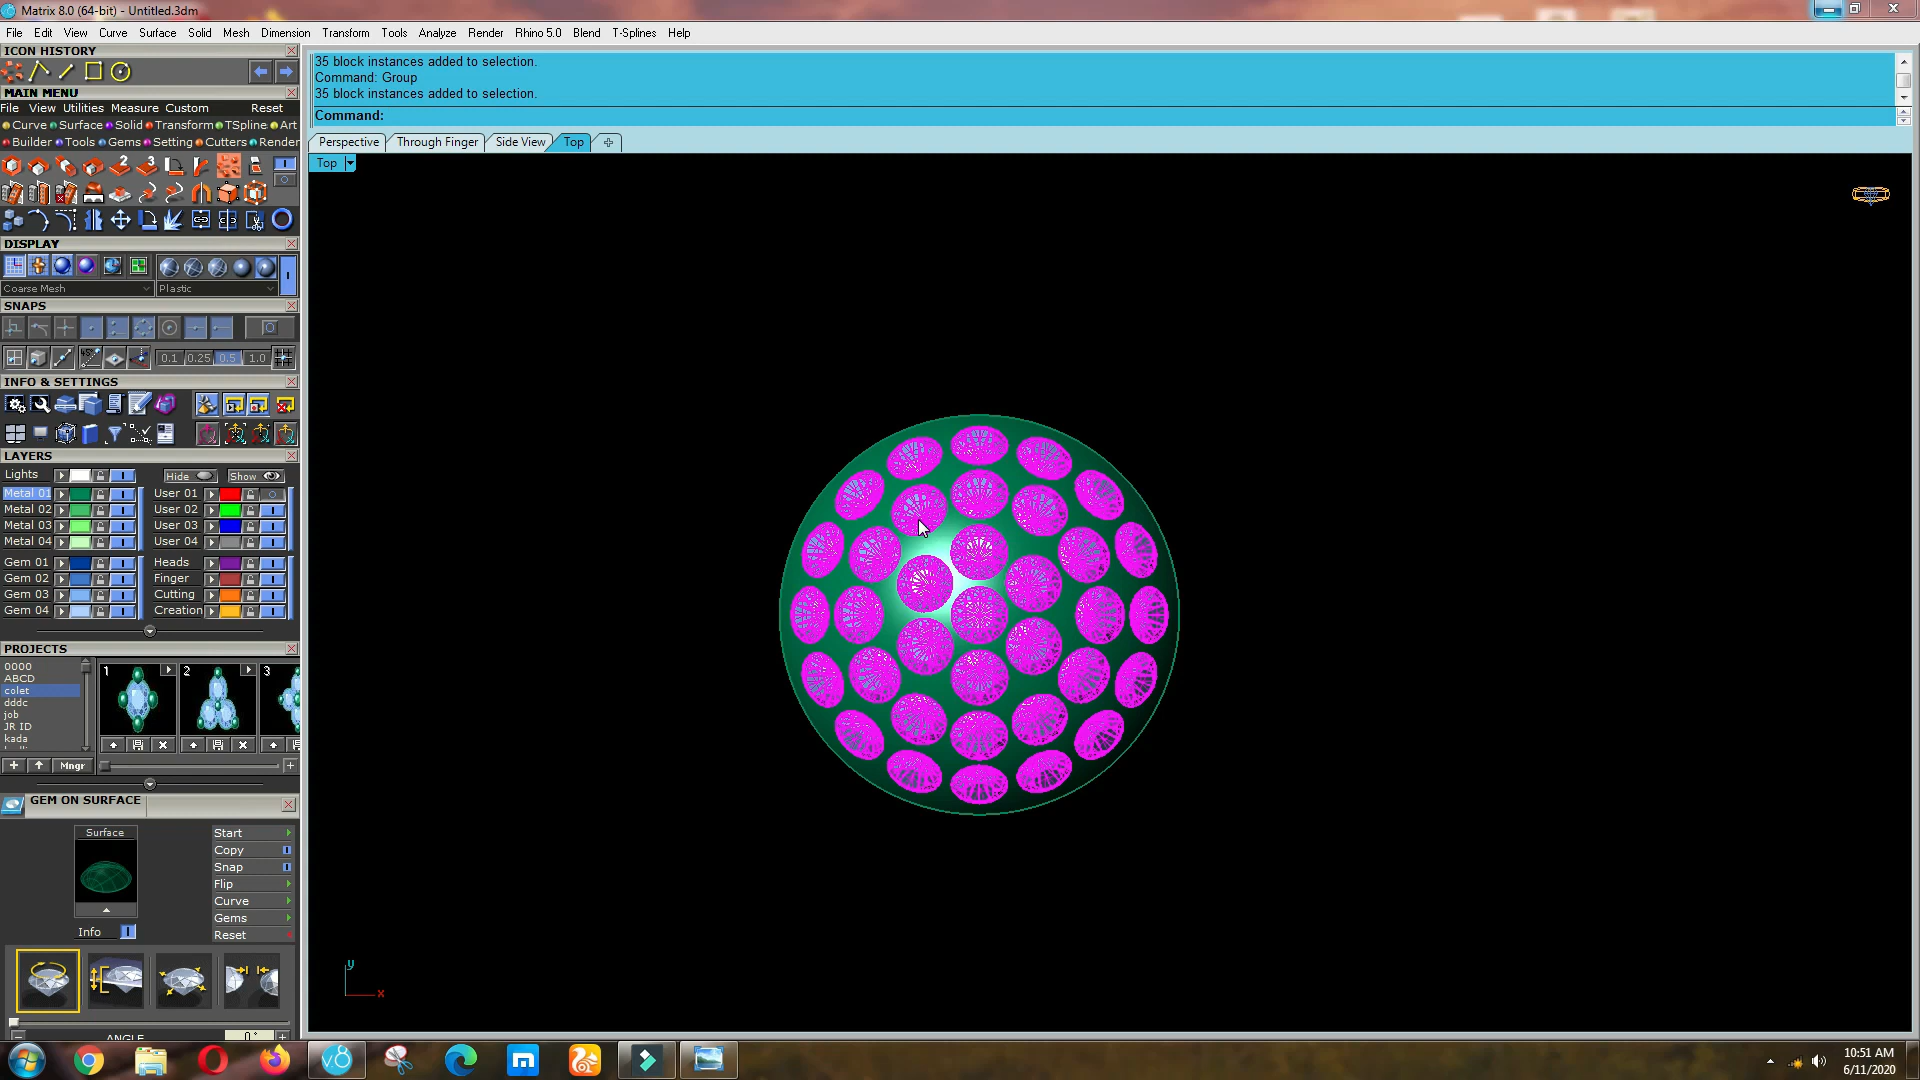 Matrix 8.0 (64-bit) - Untitled.3dm
File Edit View Curve Surface Solid Mesh Dimension Transform Tools Analyze Render Rhino 5.0 Blend T-Splines Help
ICON HISTORY
MAIN MENU
File View Utilities Measure Custom Reset
Curve Surface Solid Transform TSpline Art
Builder Tools Gems Setting Cutters Render
2 3
DISPLAY
Coarse Mesh Plastic
SNAPS
0.1 0.25 0.5 1.0
INFO & SETTINGS
LAYERS
Lights Hide Show
Metal 01 User 01
Metal 02 User 02
Metal 03 User 03
Metal 04 User 04
Gem 01 Heads
Gem 02 Finger
Gem 03 Cutting
Gem 04 Creation
PROJECTS
0000
ABCD
colet
dddc
job
JR ID
kada
1 2 3
+ Mngr +
GEM ON SURFACE
Surface
Start
Copy
Snap
Flip
Curve
Gems
Reset
Info
ANGLE 0°
35 block instances added to selection.
Command: Group
35 block instances added to selection.
Command:
Perspective Through Finger Side View Top
Top
y
x
v8
m
10:51 AM
6/11/2020